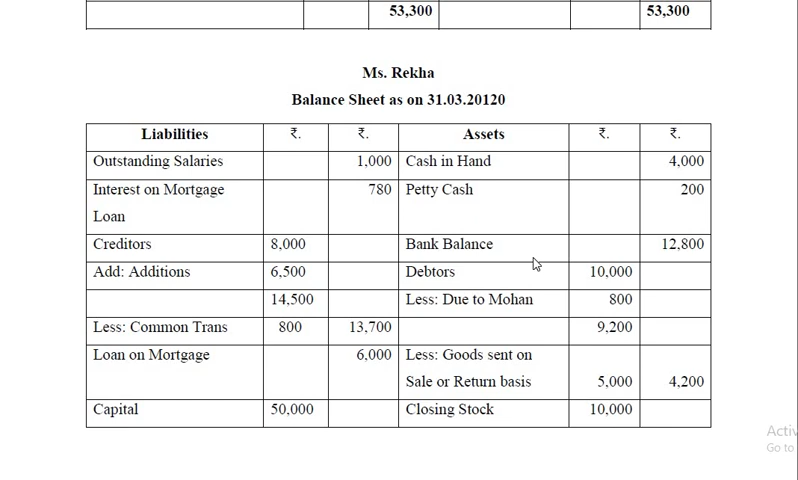 53,300 53,300
Ms. Rekha
Balance Sheet as on 31.03.20120
Liabilities ₹. ₹. Assets ₹. ₹.
Outstanding Salaries 1,000 Cash in Hand 4,000
Interest on Mortgage 780 Petty Cash 200
Loan
Creditors 8,000 Bank Balance 12,800
Add: Additions 6,500 Debtors 10,000
14,500 Less: Due to Mohan 800
Less: Common Trans 800 13,700 9,200
Loan on Mortgage 6,000 Less: Goods sent on
Sale or Return basis 5,000 4,200
Capital 50,000 Closing Stock 10,000
Activ
Go to